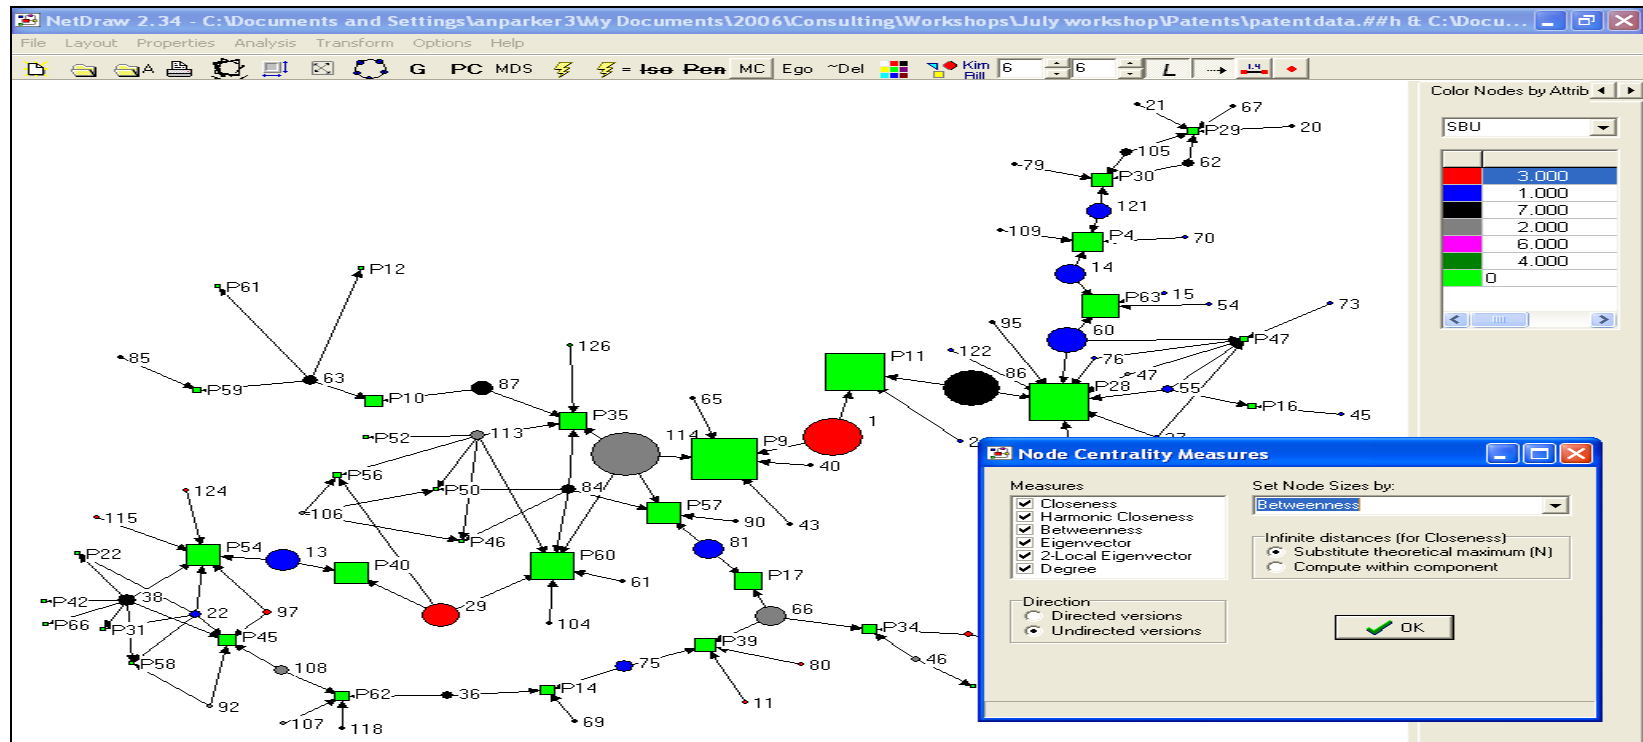 NetDraw 2.34 - C:\Documents and Settings\anparker3\My Documents\2006\Consulting\Workshops\July workshop\Patents\patentdata.##h & C:\Docu...
File Layout Properties Analysis Transform Options Help
A G PC MDS = Iso Pen MC Ego ~Del Kim Bill 6 6 L 1.4
Color Nodes by Attrib
SBU
3.000
1.000
7.000
2.000
6.000
4.000
0
21 67
P29 20
105 62
79 P30
121
109 P4 70
14
P12
P61
P63 15 54 73
95 60 P47
126 122 76
85 P11 86 47
63 87 P28 55
P59 P10 65 P16 45
P35 1
P52 113 114 P9
P56 40
P50 84
124 106 P57 90 43
115 P46
P54 13 P60 81
P22 P40 61 P17
38 29 66
P42 22 97 104
P66 P31 P45 P39 P34
P58 108 75 80 46
92 P62 36 P14 11
107 118 69
Node Centrality Measures
Measures
Closeness
Harmonic Closeness
Betweenness
Eigenvector
2-Local Eigenvector
Degree
Set Node Sizes by:
Betweenness
Infinite distances (for Closeness)
Substitute theoretical maximum (N)
Compute within component
Direction
Directed versions
Undirected versions
OK